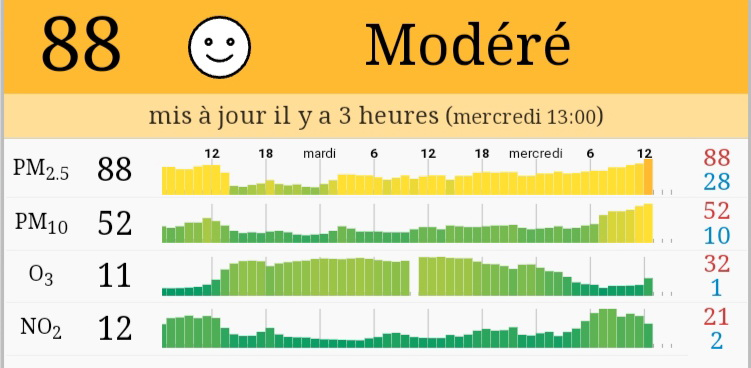 88 Modéré
mis à jour il y a 3 heures (mercredi 13:00)
12 18 mardi 6 12 18 mercredi 6 12
PM2.5 88 88
28
PM10 52 52
10
O3 11 32
1
NO2 12 21
2